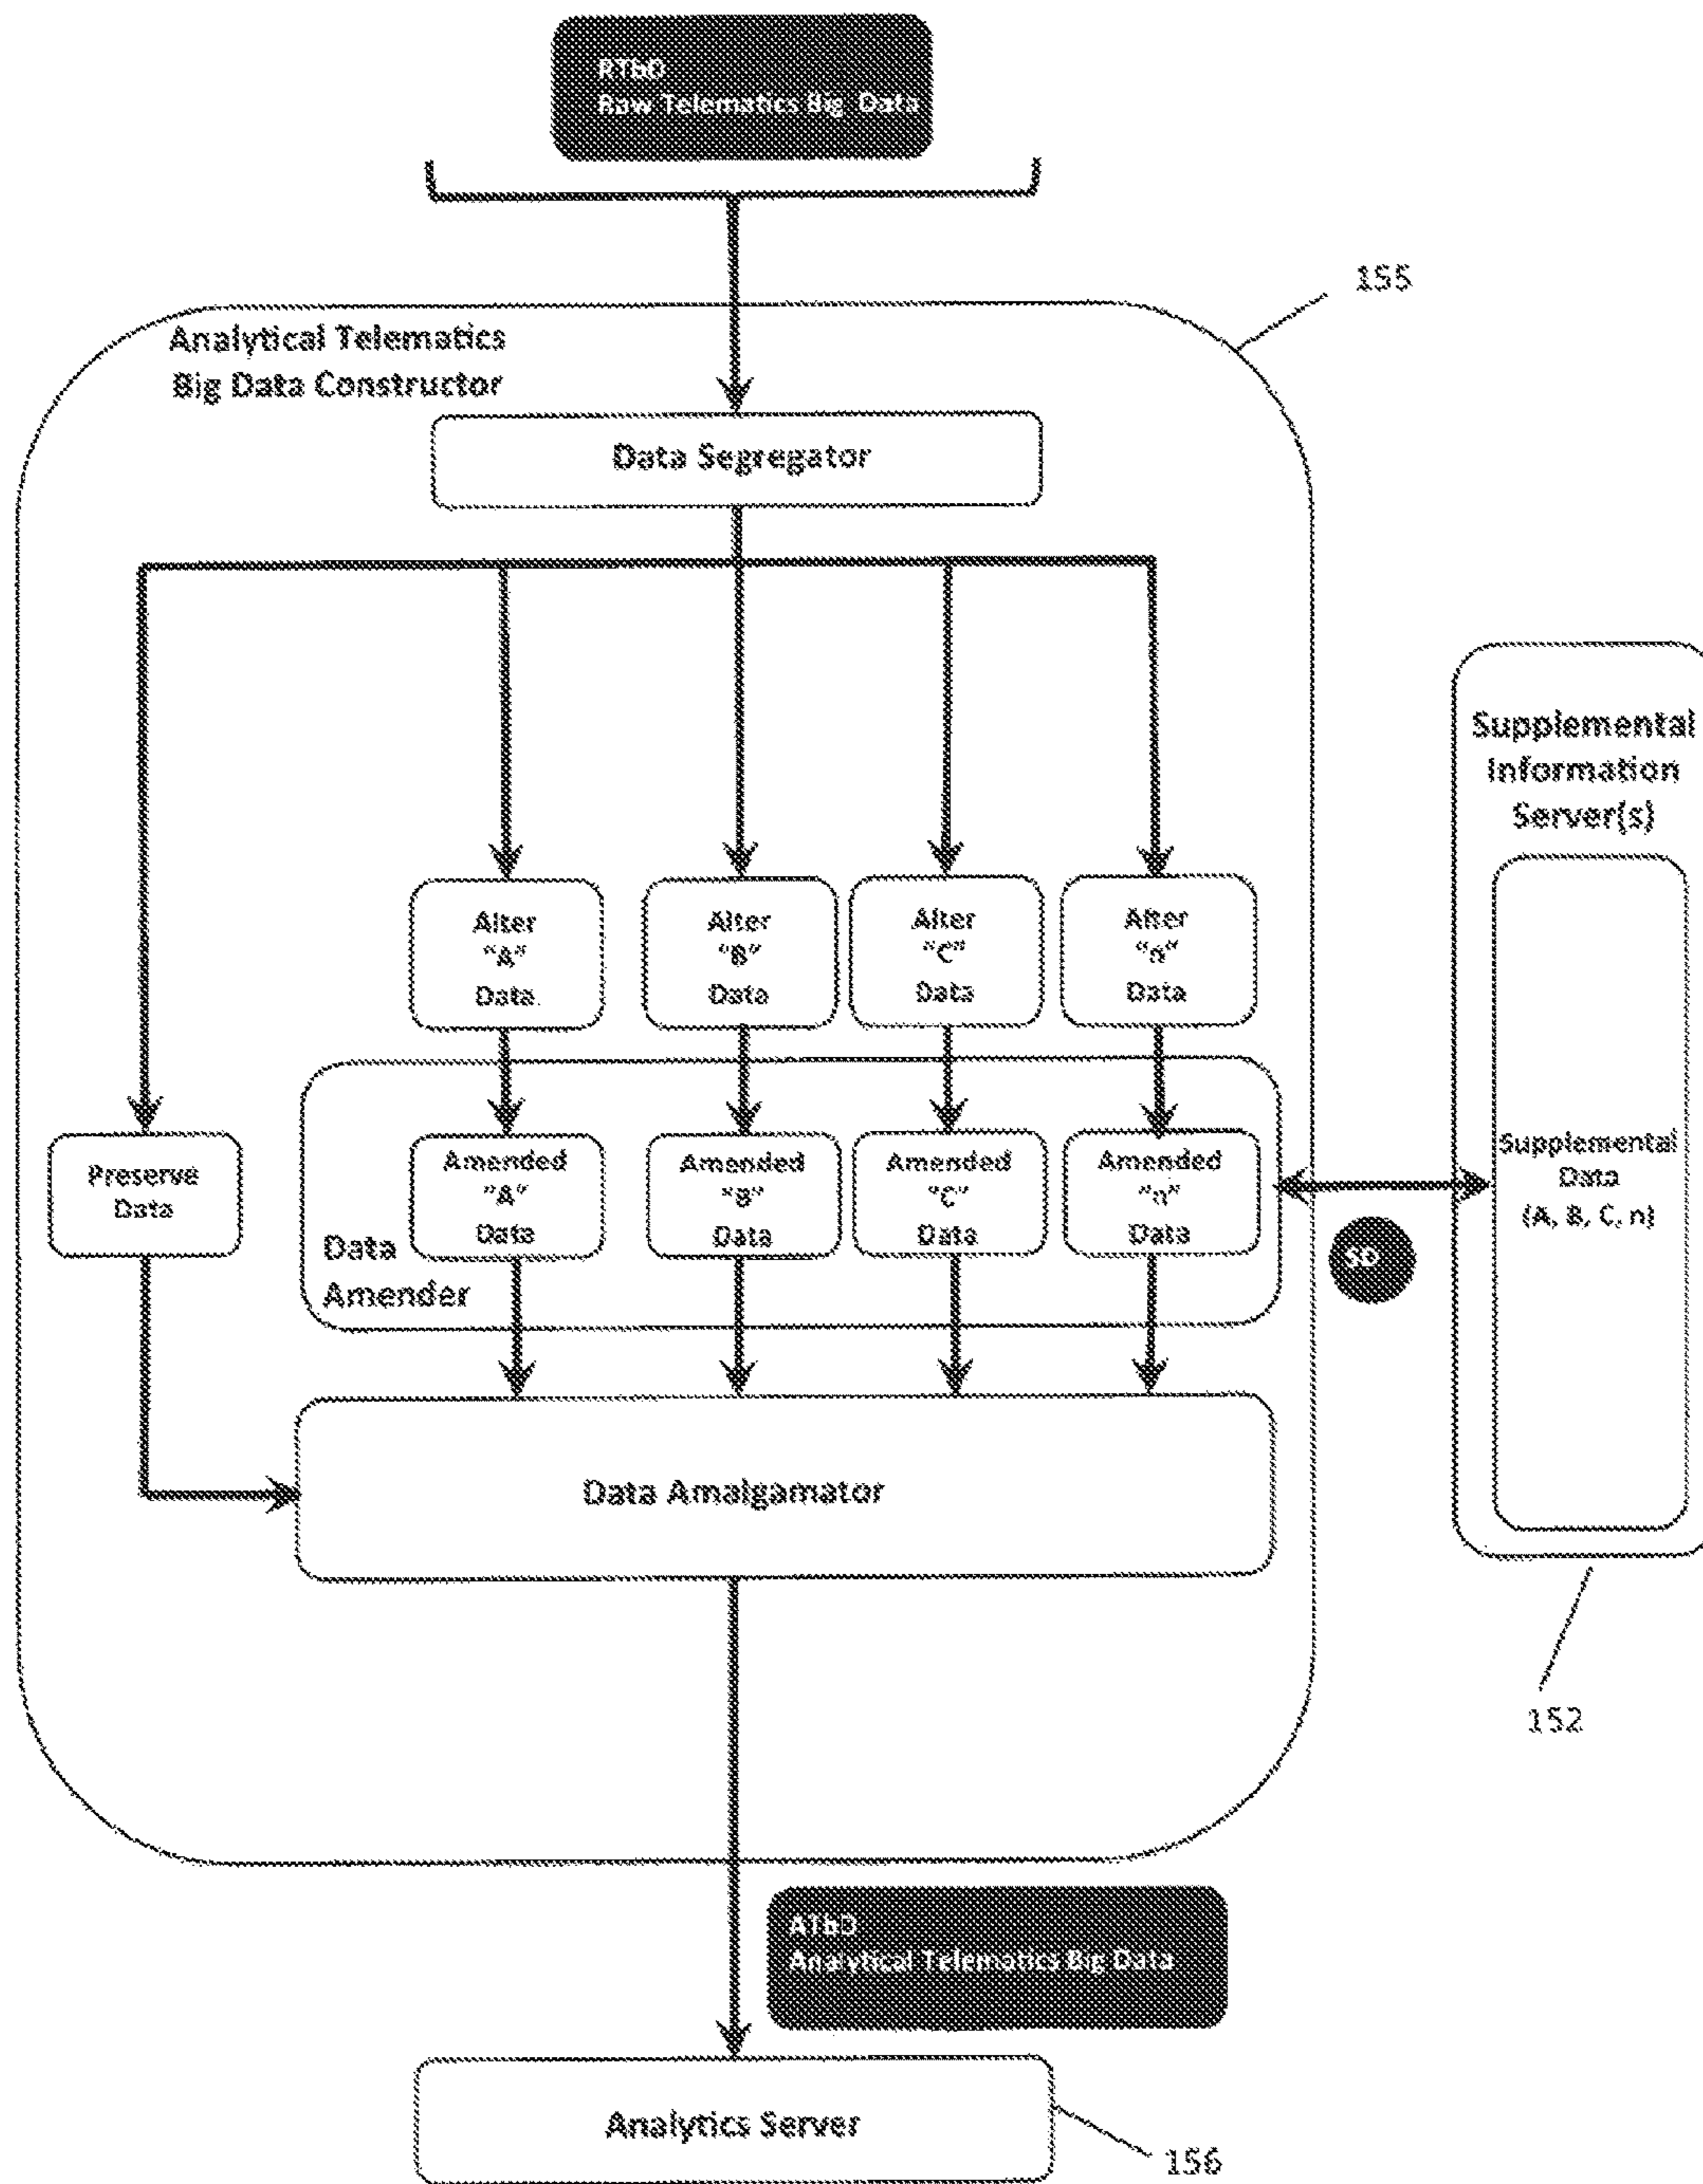 RTbD
Raw Telematics Big Data
155
Analytical Telematics
Big Data Constructor
Data Segregator
Supplemental
Information
Server(s)
Alter
"A"
Data
Alter
"B"
Data
Alter
"C"
Data
Alter
"n"
Data
Preserve
Data
Amended
"A"
Data
Amended
"B"
Data
Amended
"C"
Data
Amended
"n"
Data
Data
Amender
Supplemental
Data
(A, B, C, n)
SD
Data Amalgamator
152
ATbD
Analytical Telematics Big Data
Analytics Server
156